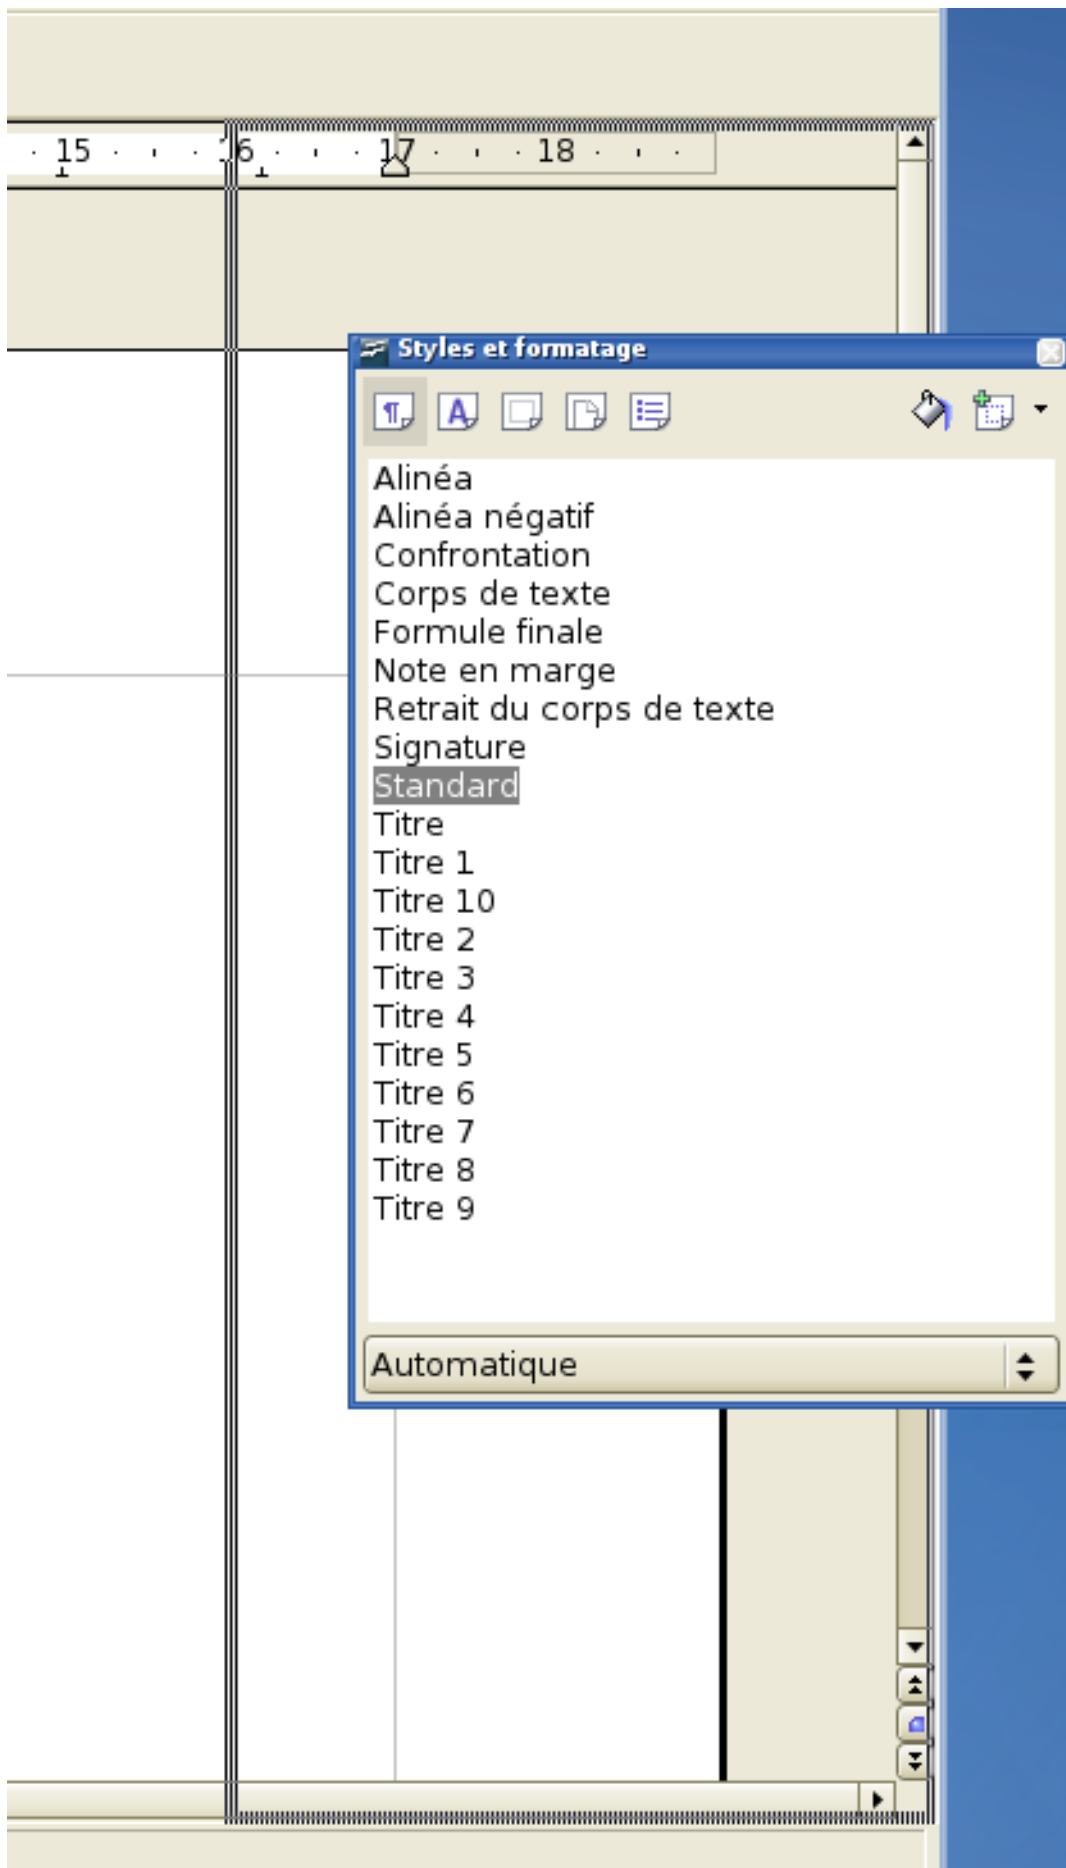 15 16 17 18
Styles et formatage
Alinéa
Alinéa négatif
Confrontation
Corps de texte
Formule finale
Note en marge
Retrait du corps de texte
Signature
Standard
Titre
Titre 1
Titre 10
Titre 2
Titre 3
Titre 4
Titre 5
Titre 6
Titre 7
Titre 8
Titre 9
Automatique